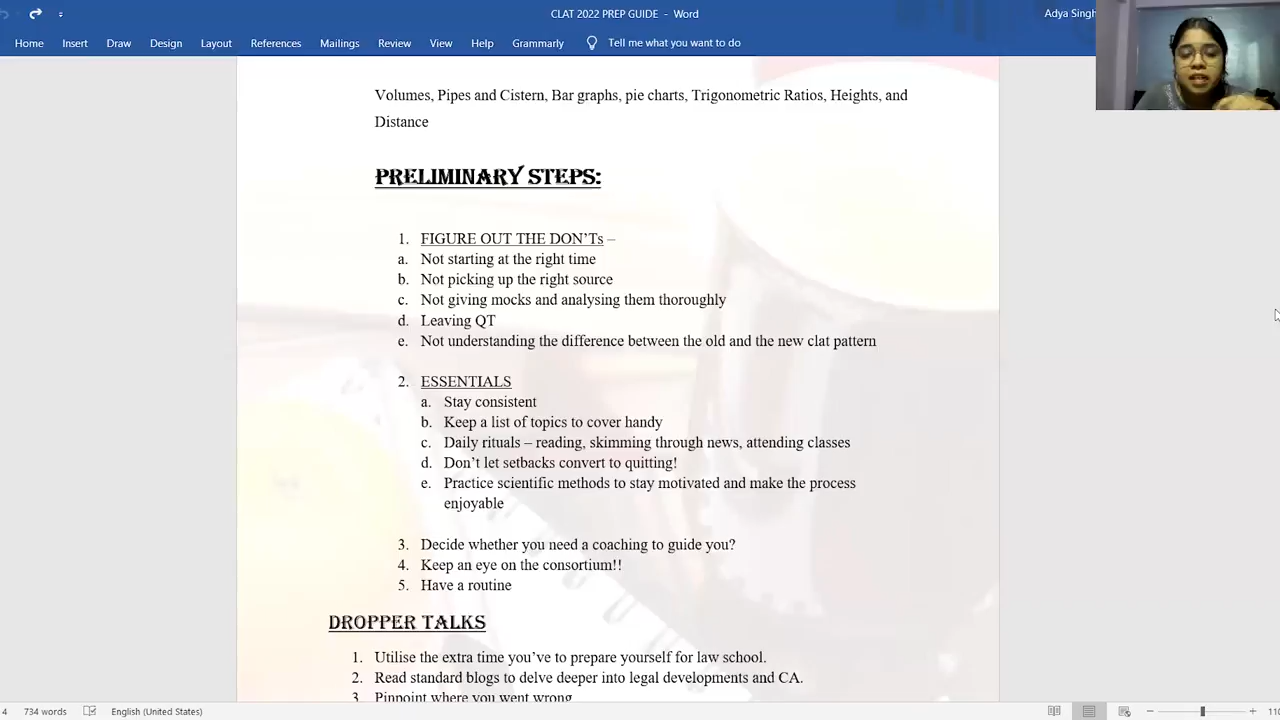 CLAT 2022 PREP GUIDE - Word
Adya Singh
Home Insert Draw Design Layout References Mailings Review View Help Grammarly Tell me what you want to do
Volumes, Pipes and Cistern, Bar graphs, pie charts, Trigonometric Ratios, Heights, and
Distance
PRELIMINARY STEPS:
1. FIGURE OUT THE DON'Ts –
a. Not starting at the right time
b. Not picking up the right source
c. Not giving mocks and analysing them thoroughly
d. Leaving QT
e. Not understanding the difference between the old and the new clat pattern
2. ESSENTIALS
a. Stay consistent
b. Keep a list of topics to cover handy
c. Daily rituals – reading, skimming through news, attending classes
d. Don't let setbacks convert to quitting!
e. Practice scientific methods to stay motivated and make the process
enjoyable
3. Decide whether you need a coaching to guide you?
4. Keep an eye on the consortium!!
5. Have a routine
DROPPER TALKS
1. Utilise the extra time you've to prepare yourself for law school.
2. Read standard blogs to delve deeper into legal developments and CA.
3. Pinpoint where you went wrong
4 734 words English (United States) 110